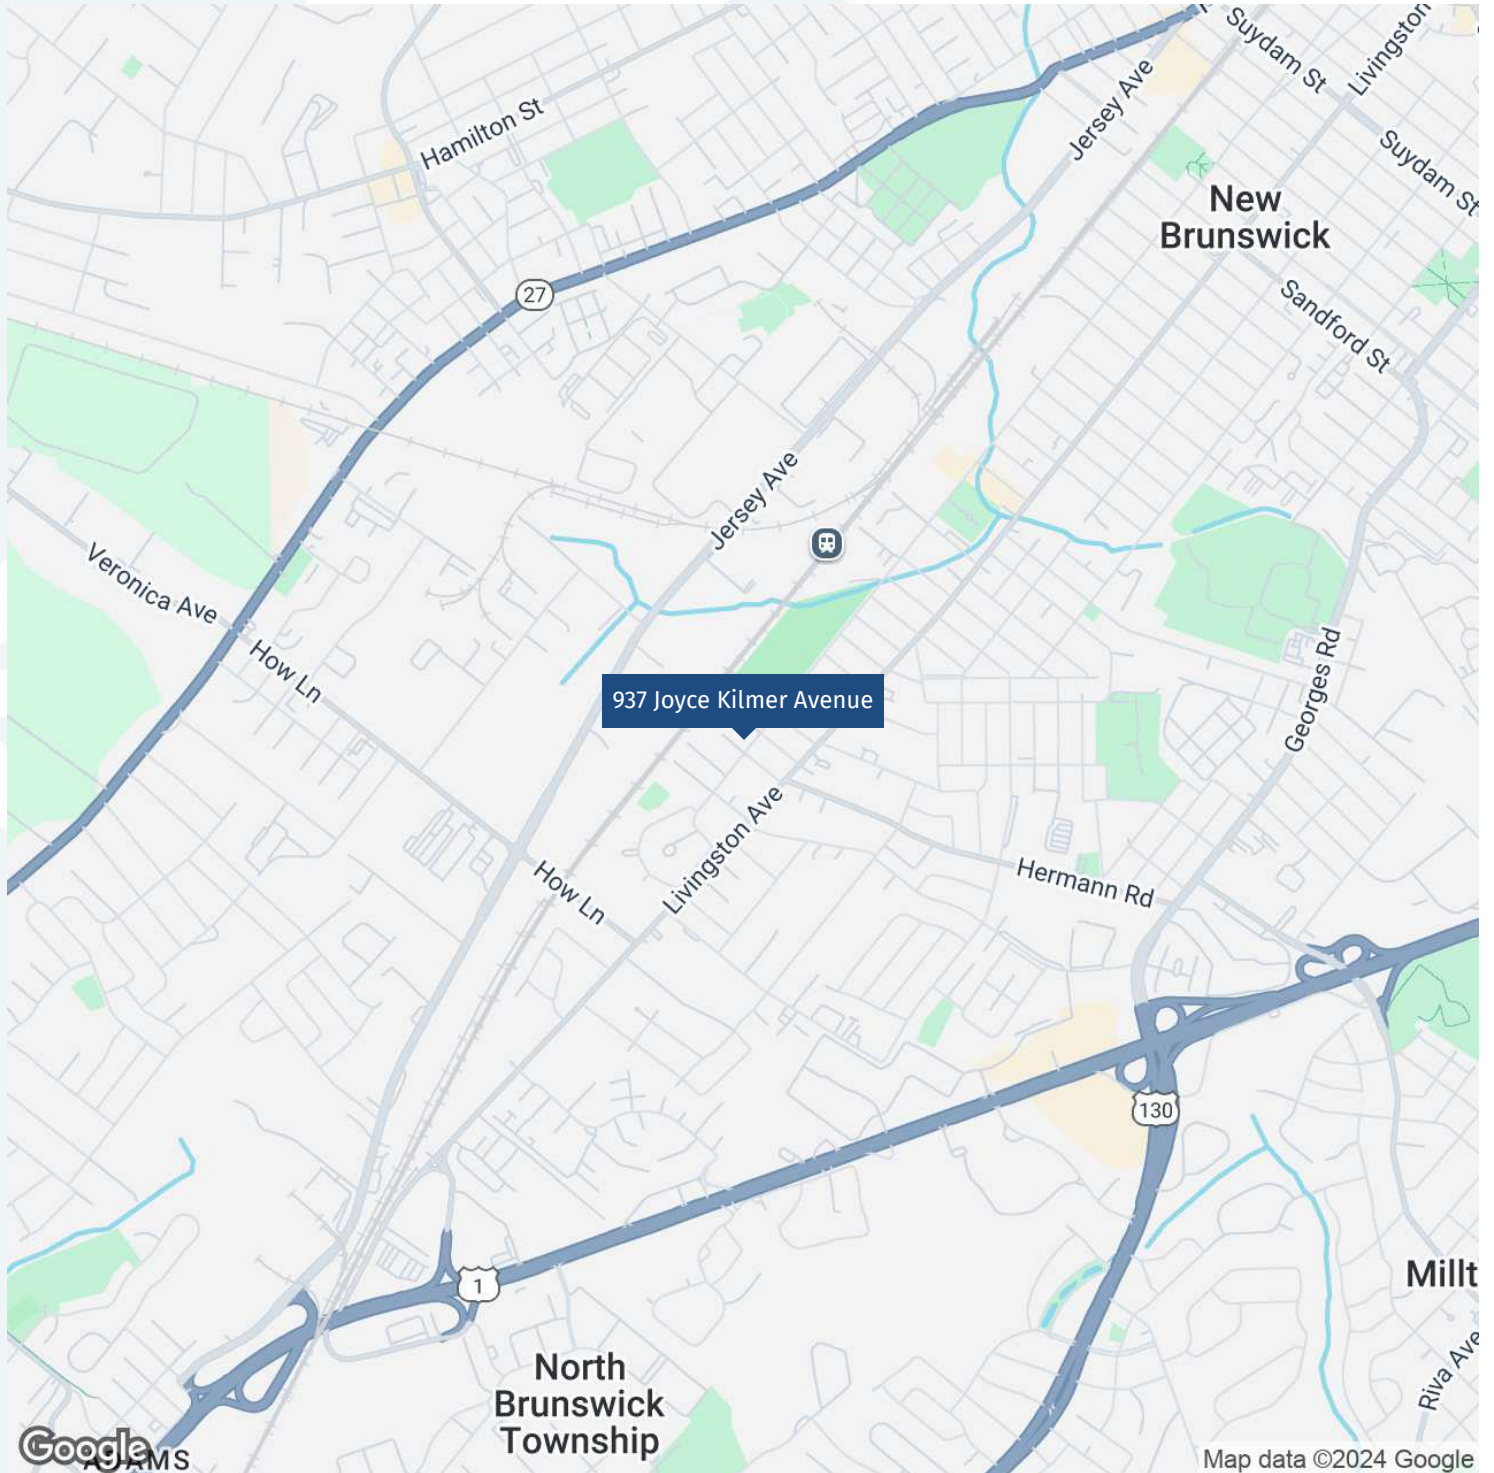 Suydam St
Livingston
Hamilton St
Jersey Ave
Suydam St
New
Brunswick
27
Sandford St
Jersey Ave
Veronica Ave
How Ln
Georges Rd
937 Joyce Kilmer Avenue
Livingston Ave
How Ln
Hermann Rd
130
1
Millt
North
Brunswick
Township
Riva Ave
Google
ADAMS
Map data ©2024 Google